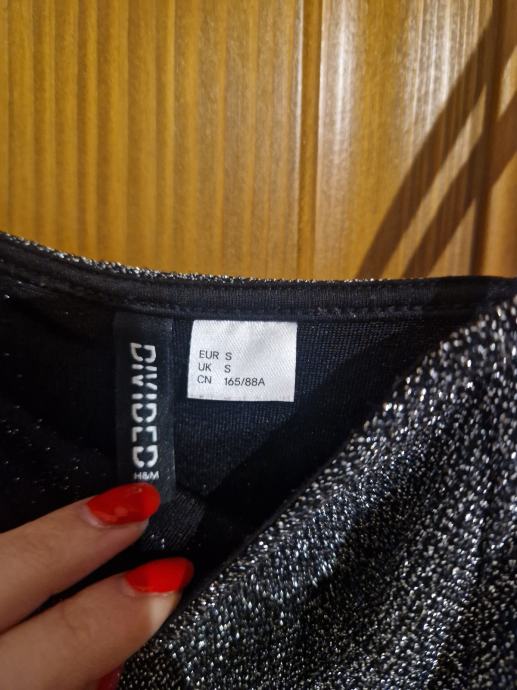 DIVIDED
H&M
EUR S
UK S
CN 165/88A